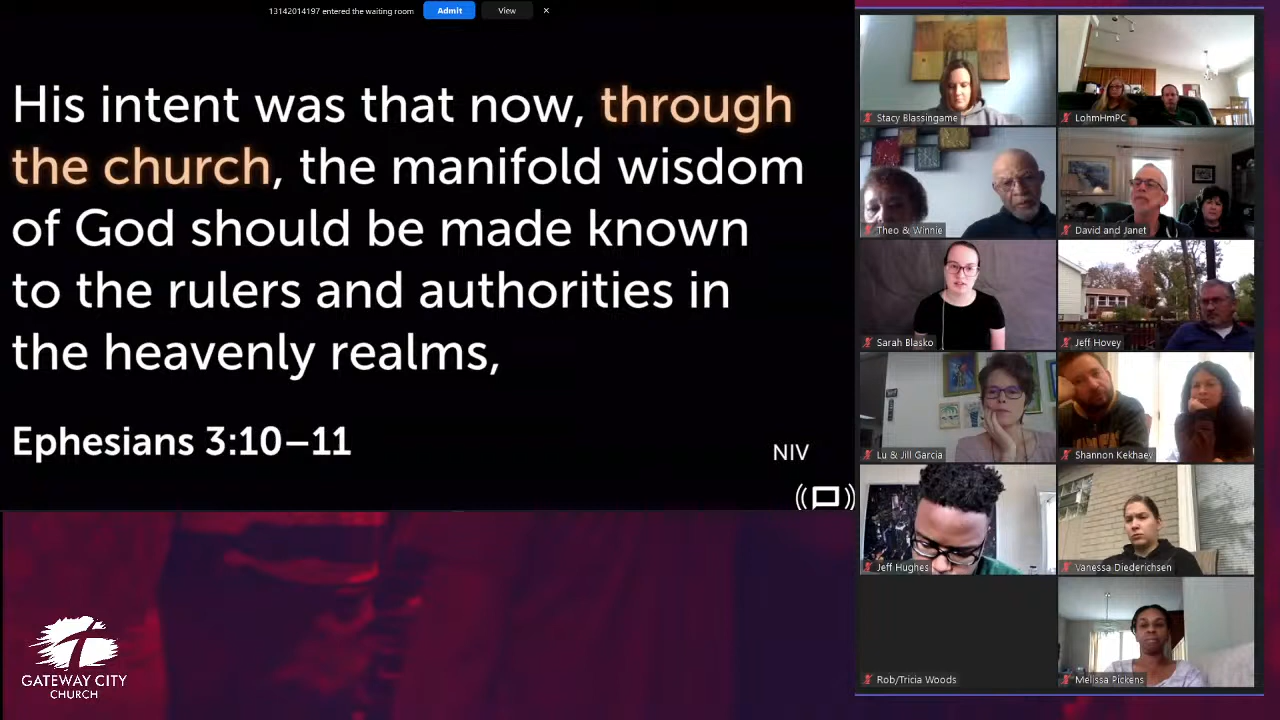 13142014197 entered the waiting room
Admit
View
His intent was that now, through
the church, the manifold wisdom
of God should be made known
to the rulers and authorities in
the heavenly realms,
Ephesians 3:10–11
NIV
GATEWAY CITY
CHURCH
Stacy Blassingame
LohmHmPC
Theo & Winnie
David and Janet
Sarah Blasko
Jeff Hovey
Lu & Jill Garcia
Shannon Kekhaev
Jeff Hughes
Vanessa Diederichsen
Rob/Tricia Woods
Melissa Pickens